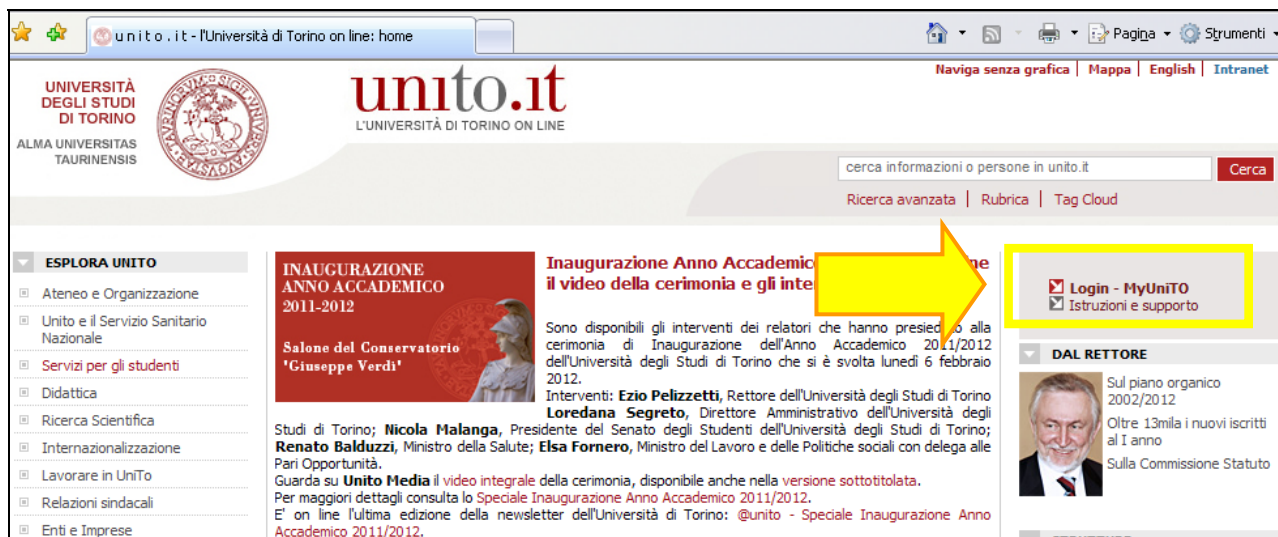 unito.it - l'Università di Torino on line: home
Pagina
Strumenti
Naviga senza grafica | Mappa | English | Intranet
UNIVERSITÀ
DEGLI STUDI
DI TORINO
ALMA UNIVERSITAS
TAURINENSIS
unito.it
L'UNIVERSITÀ DI TORINO ON LINE
cerca informazioni o persone in unito.it
Cerca
Ricerca avanzata | Rubrica | Tag Cloud
ESPLORA UNITO
Ateneo e Organizzazione
Unito e il Servizio Sanitario
Nazionale
Servizi per gli studenti
Didattica
Ricerca Scientifica
Internazionalizzazione
Lavorare in UniTo
Relazioni sindacali
Enti e Imprese
INAUGURAZIONE
ANNO ACCADEMICO
2011-2012
Salone del Conservatorio
"Giuseppe Verdi"
Inaugurazione Anno
il video della cerimonia e gli
Sono disponibili gli interventi dei relatori che hanno alla
cerimonia di Inaugurazione dell'Anno Accademico 2011/2012
dell'Università degli Studi di Torino che si è svolta lunedì 6 febbraio
2012.
Interventi: Ezio Pelizzetti, Rettore dell'Università degli Studi di Torino
Loredana Segreto, Direttore Amministrativo dell'Università degli
Studi di Torino; Nicola Malanga, Presidente del Senato degli Studenti dell'Università degli Studi di Torino;
Renato Balduzzi, Ministro della Salute; Elsa Fornero, Ministro del Lavoro e delle Politiche sociali con delega alle
Pari Opportunità.
Guarda su Unito Media il video integrale della cerimonia, disponibile anche nella versione sottotitolata.
Per maggiori dettagli consulta lo Speciale Inaugurazione Anno Accademico 2011/2012.
E' on line l'ultima edizione della newsletter dell'Università di Torino: @unito - Speciale Inaugurazione Anno
Accademico 2011/2012.
Login - MyUniTO
Istruzioni e supporto
DAL RETTORE
Sul piano organico
2002/2012
Oltre 13mila i nuovi iscritti
al I anno
Sulla Commissione Statuto